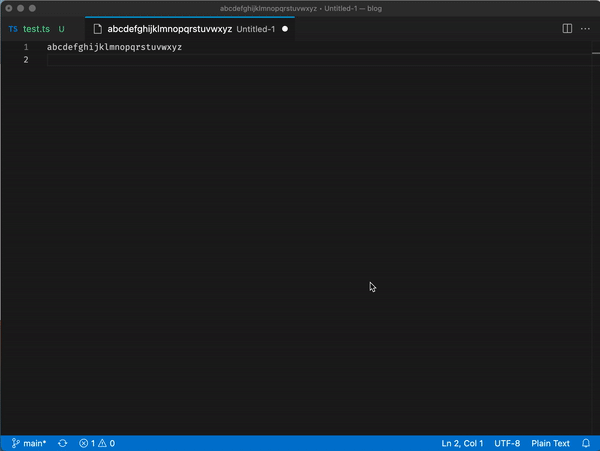 abcdefghijklmnopqrstuvwxyz • Untitled-1 — blog
TS test.ts U abcdefghijklmnopqrstuvwxyz Untitled-1
1 abcdefghijklmnopqrstuvwxyz
2
main* 1 0 Ln 2, Col 1 UTF-8 Plain Text